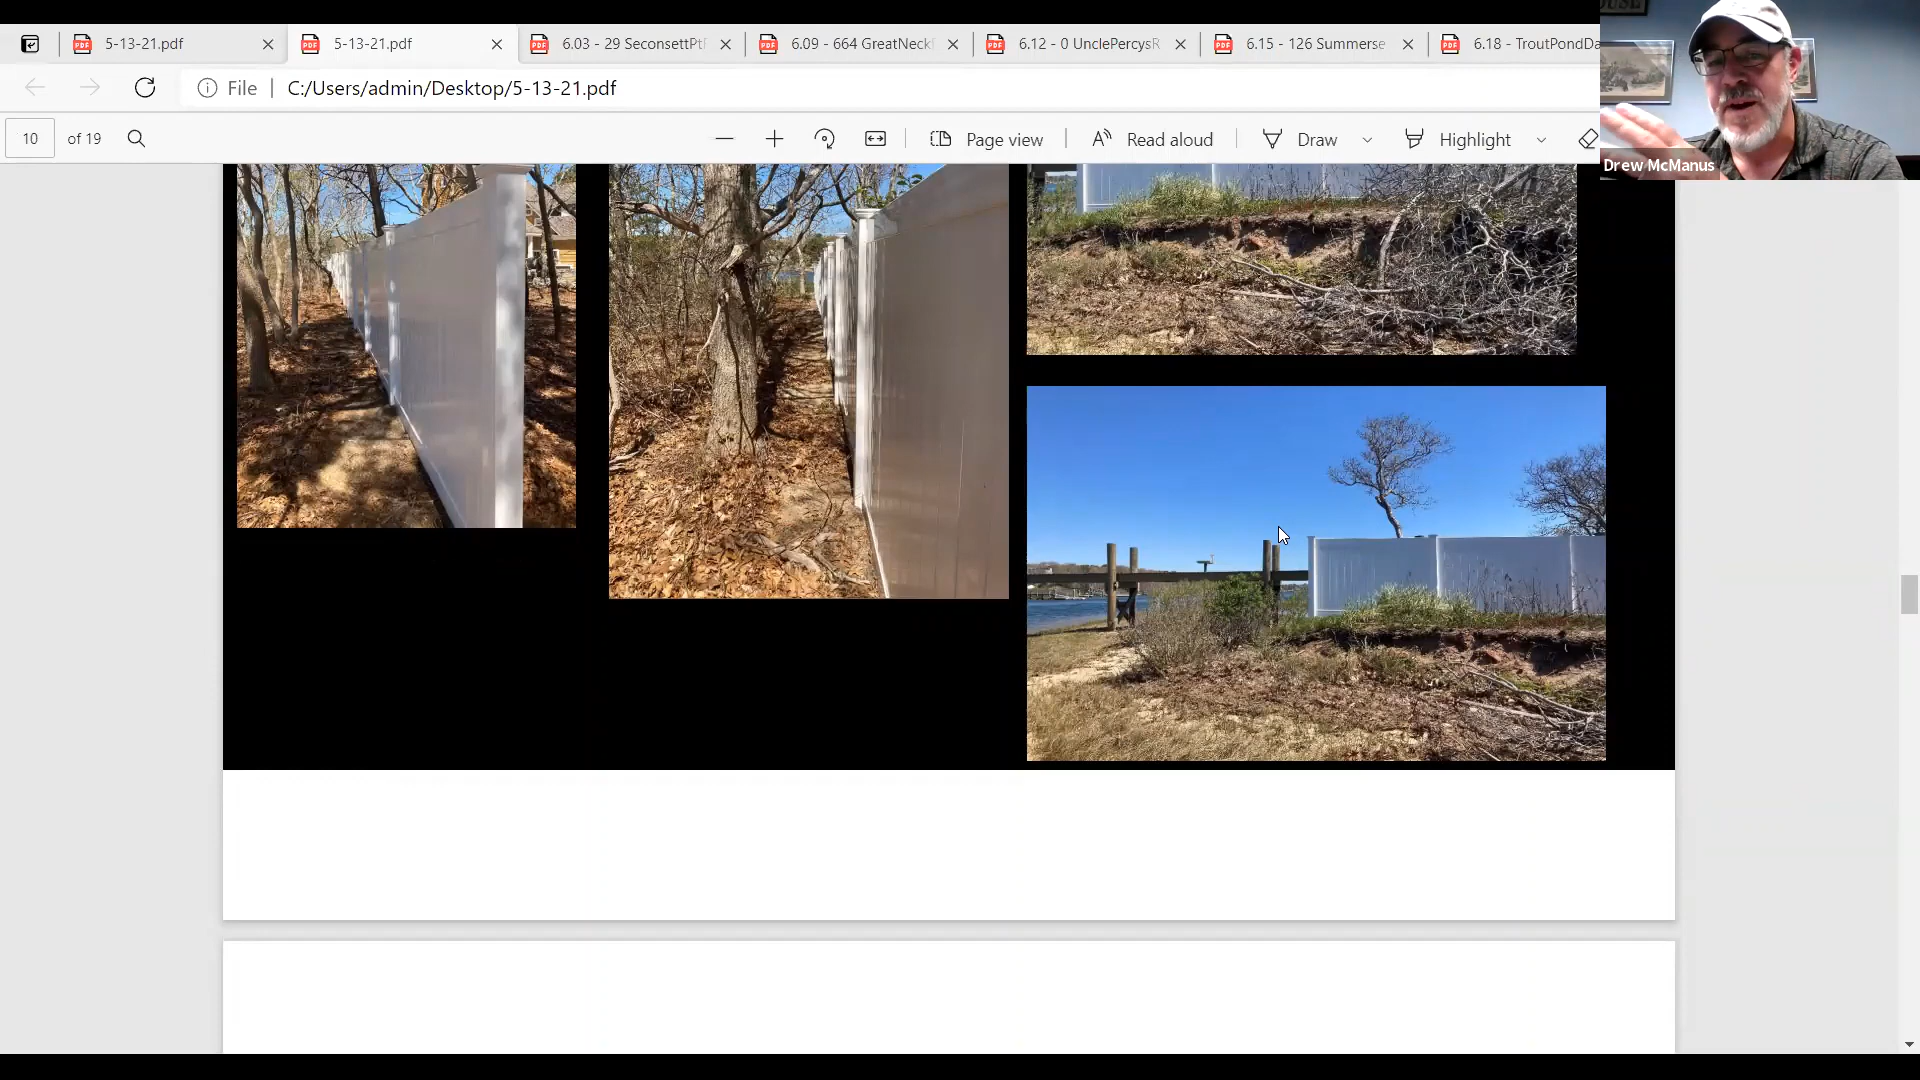 5-13-21.pdf
5-13-21.pdf
6.03 - 29 SeconsettPt
6.09 - 664 GreatNeck
6.12 - 0 UnclePercysR
6.15 - 126 Summerse
6.18 - TroutPondDa
File
C:/Users/admin/Desktop/5-13-21.pdf
10 of 19
Page view
Read aloud
Draw
Highlight
Drew McManus